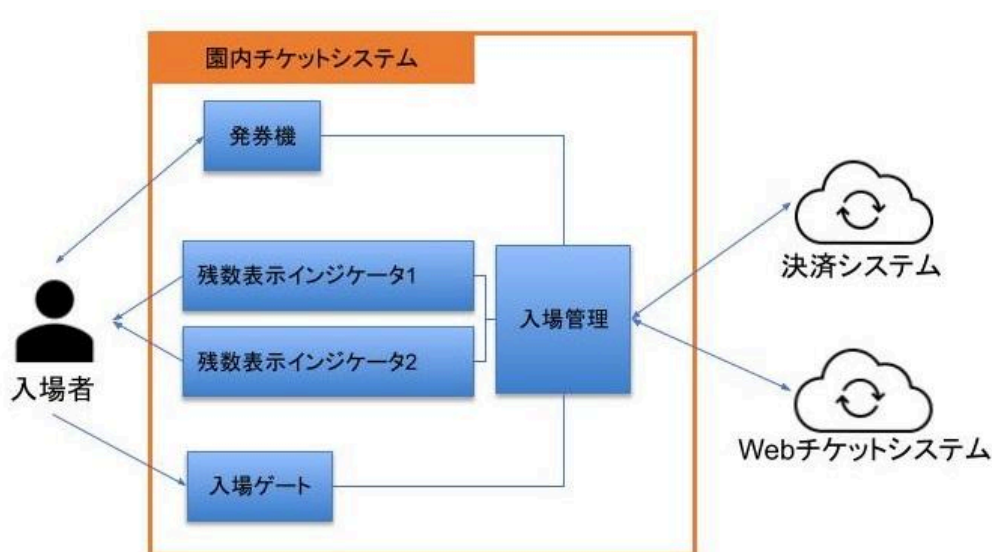 園内チケットシステム
発券機
残数表示インジケータ1
残数表示インジケータ2
入場管理
入場ゲート
入場者
決済システム
Webチケットシステム